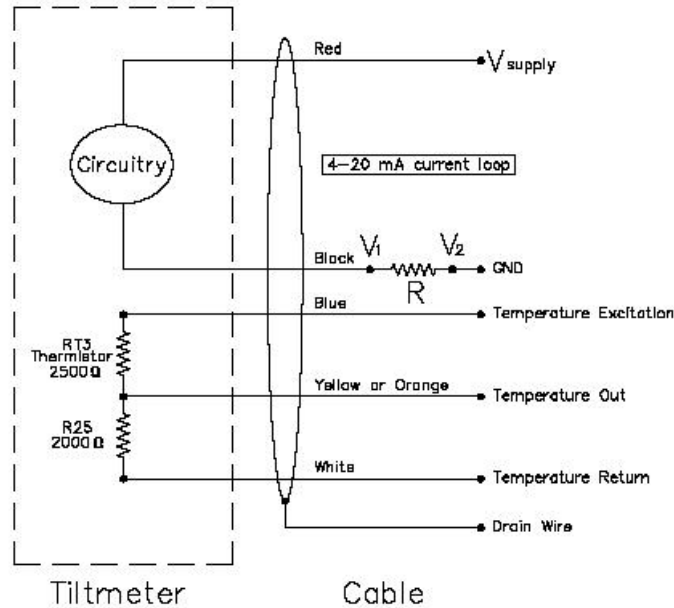 Red
V supply
Circuitry
4-20 mA current loop
Black
V1
V2
GND
R
Blue
Temperature Excitation
RT3
Thermistor
2500Ω
Yellow or Orange
Temperature Out
R25
2000Ω
White
Temperature Return
Drain Wire
Tiltmeter
Cable